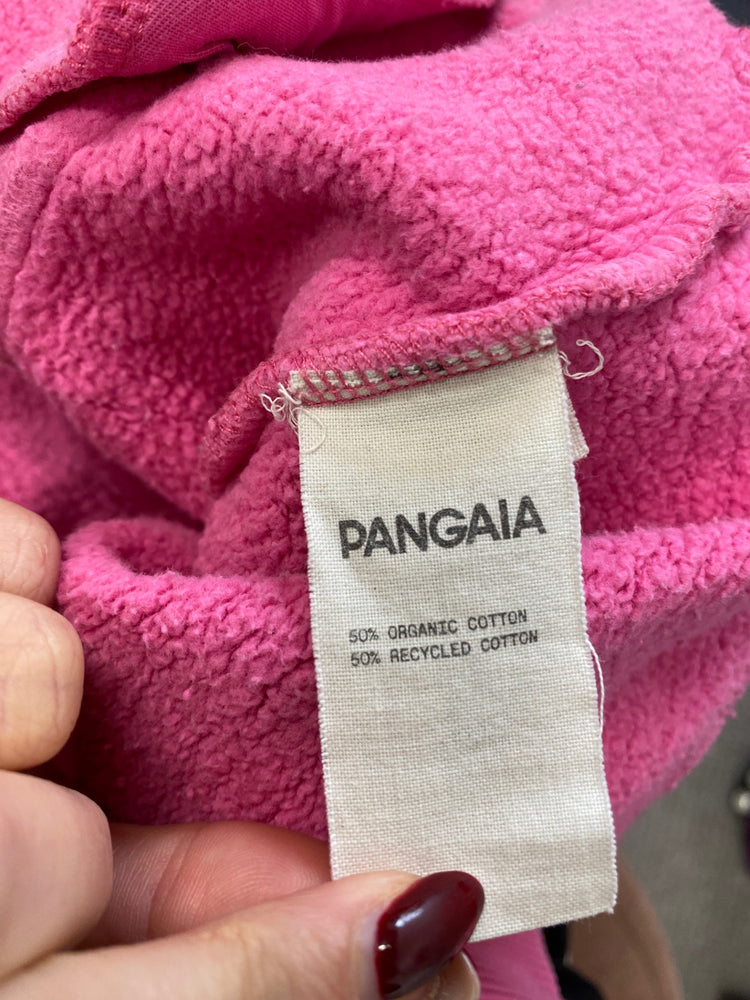 PANGAIA
50% ORGANIC COTTON
50% RECYCLED COTTON